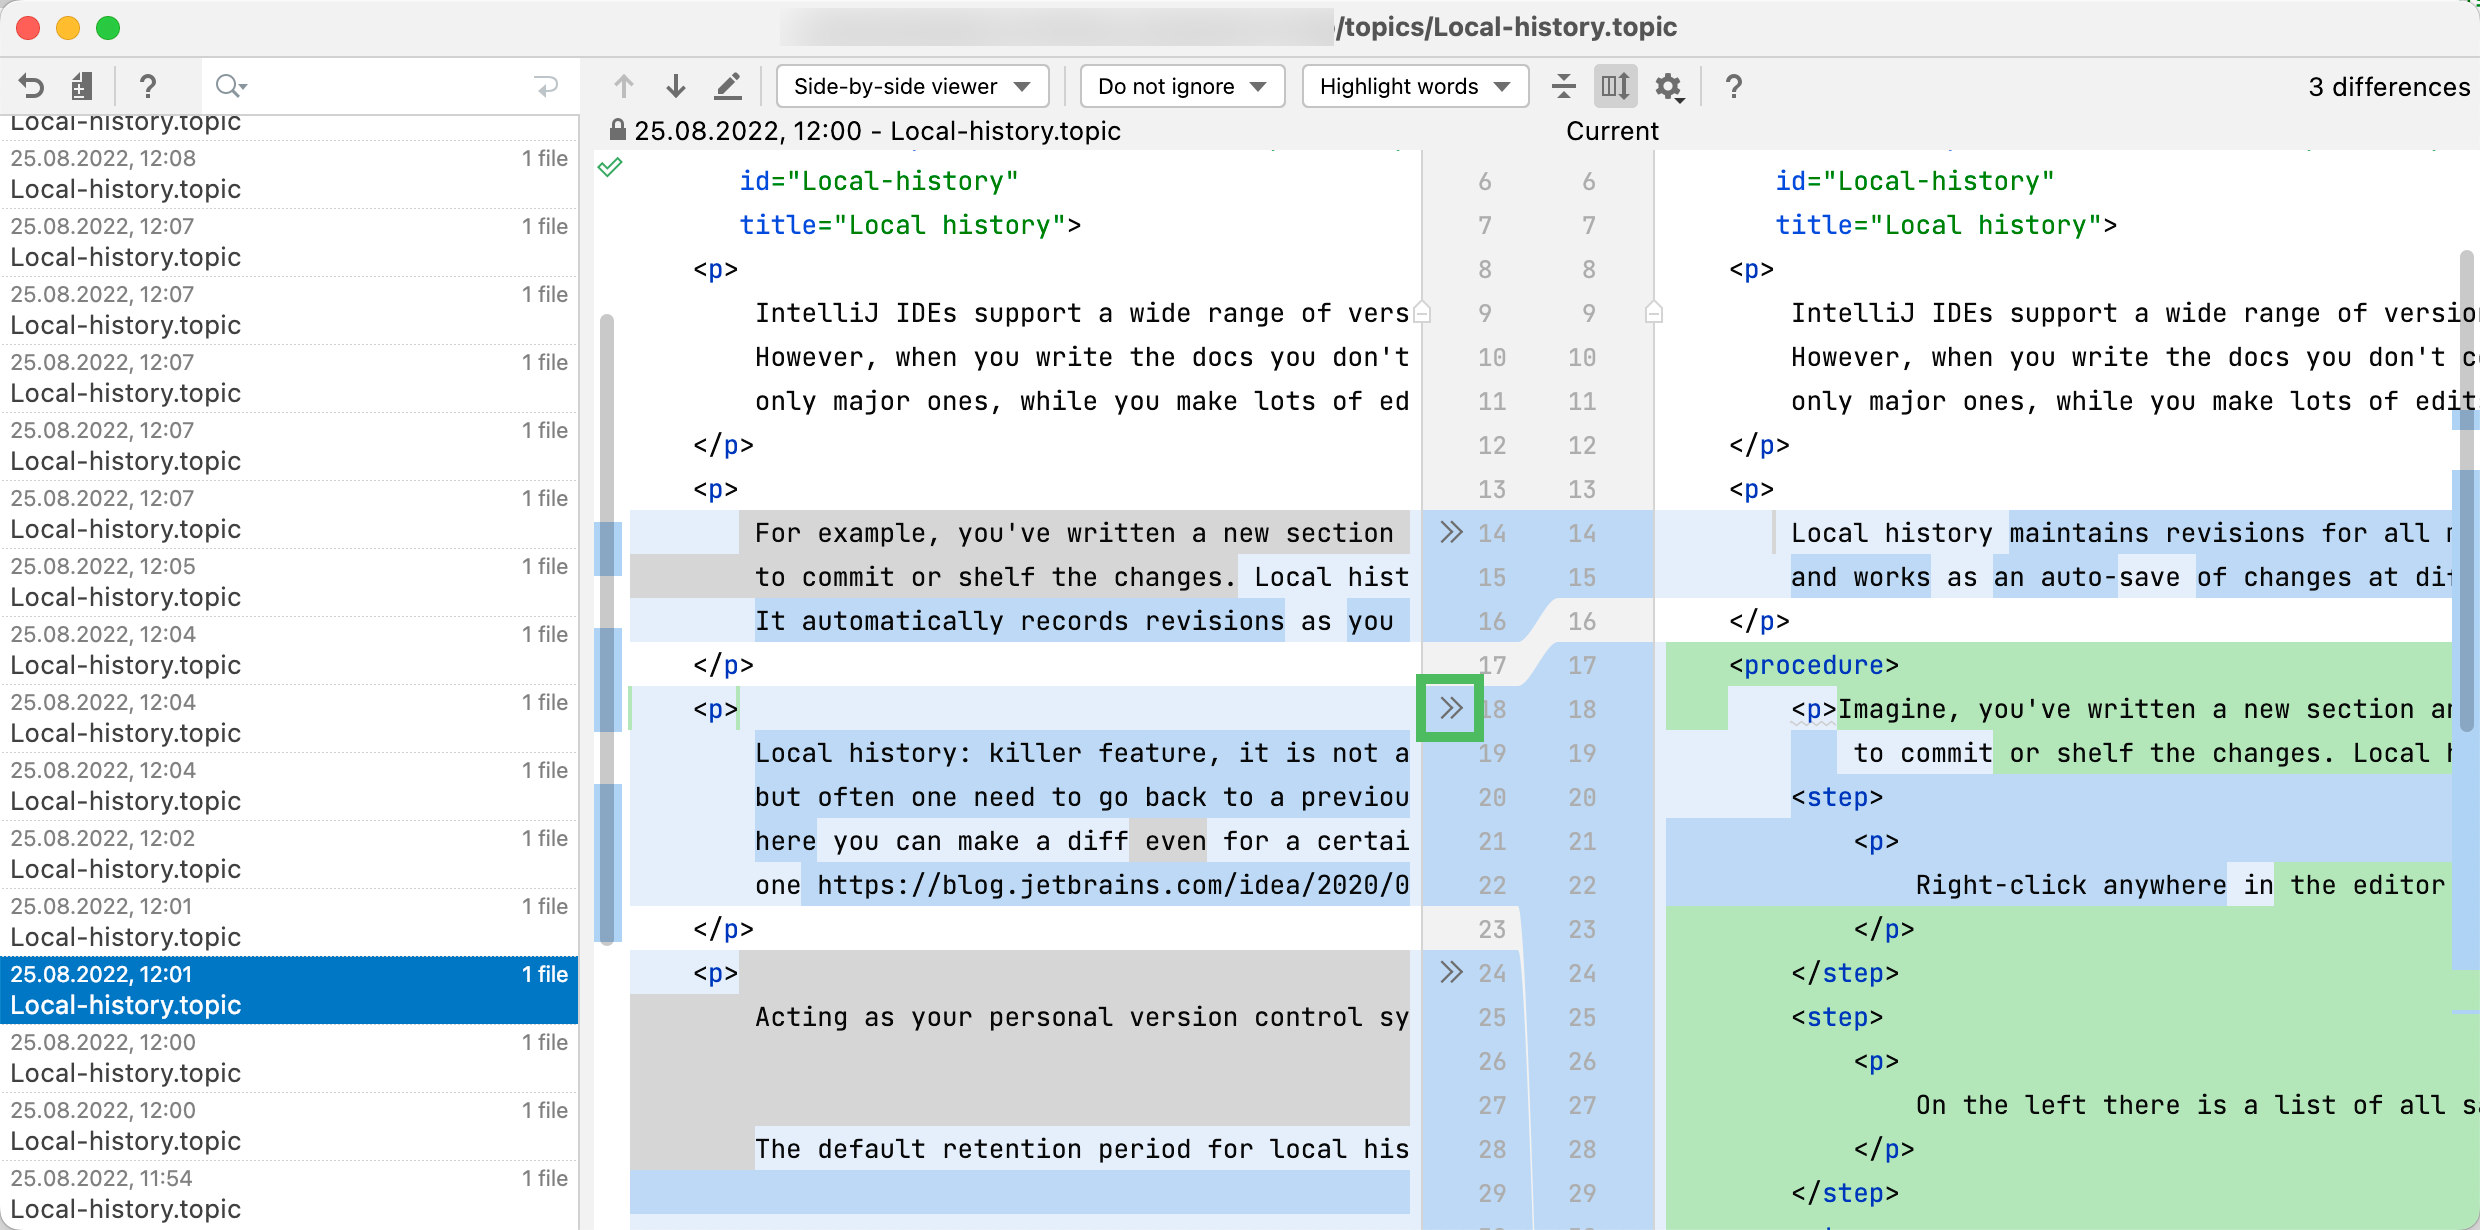 /topics/Local-history.topic
?
Side-by-side viewer
Do not ignore
Highlight words
?
3 differences
Local-history.topic
25.08.2022, 12:08 1 file
Local-history.topic
25.08.2022, 12:07 1 file
Local-history.topic
25.08.2022, 12:07 1 file
Local-history.topic
25.08.2022, 12:07 1 file
Local-history.topic
25.08.2022, 12:07 1 file
Local-history.topic
25.08.2022, 12:07 1 file
Local-history.topic
25.08.2022, 12:05 1 file
Local-history.topic
25.08.2022, 12:04 1 file
Local-history.topic
25.08.2022, 12:04 1 file
Local-history.topic
25.08.2022, 12:04 1 file
Local-history.topic
25.08.2022, 12:02 1 file
Local-history.topic
25.08.2022, 12:01 1 file
Local-history.topic
25.08.2022, 12:01 1 file
Local-history.topic
25.08.2022, 12:00 1 file
Local-history.topic
25.08.2022, 12:00 1 file
Local-history.topic
25.08.2022, 11:54 1 file
Local-history.topic
25.08.2022, 12:00 - Local-history.topic
id="Local-history"
title="Local history">
<p>
IntelliJ IDEs support a wide range of vers
However, when you write the docs you don't
only major ones, while you make lots of ed
</p>
<p>
For example, you've written a new section
to commit or shelf the changes. Local hist
It automatically records revisions as you
</p>
<p>
Local history: killer feature, it is not a
but often one need to go back to a previou
here you can make a diff even for a certai
one https://blog.jetbrains.com/idea/2020/0
</p>
<p>
Acting as your personal version control sy
The default retention period for local his
6 6
7 7
8 8
9 9
10 10
11 11
12 12
13 13
14 14
15 15
16 16
17 17
18 18
19 19
20 20
21 21
22 22
23 23
24 24
25 25
26 26
27 27
28 28
29 29
Current
id="Local-history"
title="Local history">
<p>
IntelliJ IDEs support a wide range of versio
However, when you write the docs you don't c
only major ones, while you make lots of edit
</p>
<p>
Local history maintains revisions for all
and works as an auto-save of changes at dif
</p>
<procedure>
<p>Imagine, you've written a new section a
to commit or shelf the changes. Local
<step>
<p>
Right-click anywhere in the editor
</p>
</step>
<step>
<p>
On the left there is a list of all s
</p>
</step>